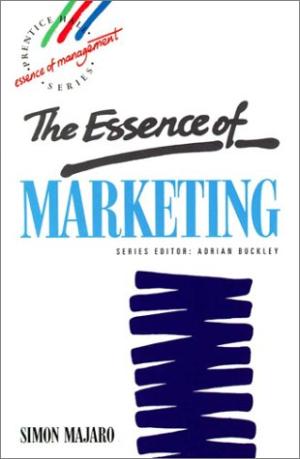 PRENTICE HALL
essence of management
SERIES
The Essence of
MARKETING
SERIES EDITOR: ADRIAN BUCKLEY
SIMON MAJARO